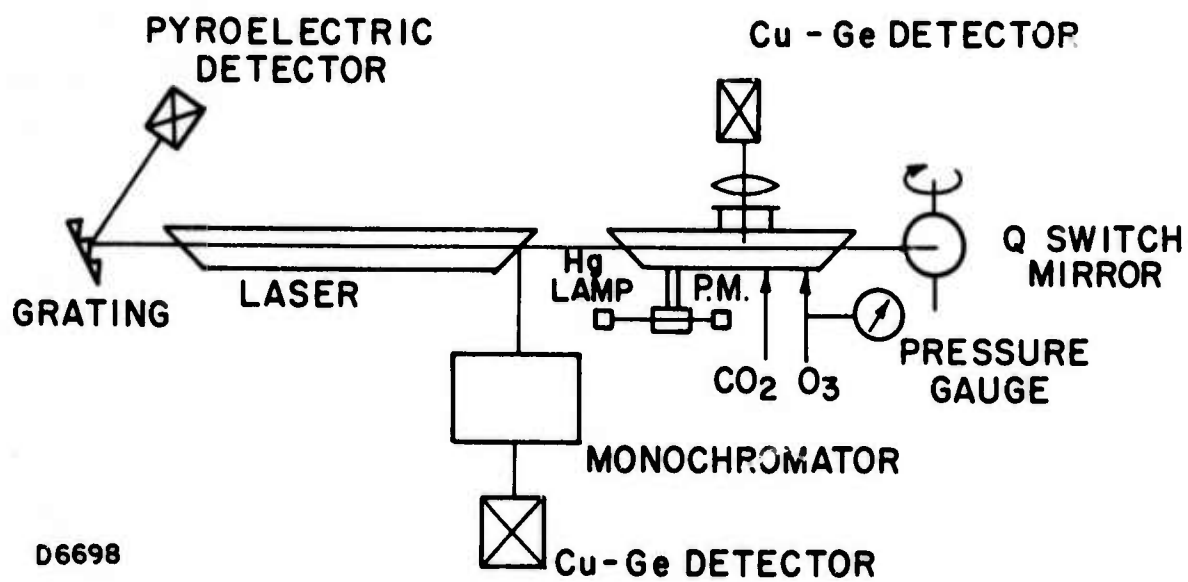 PYROELECTRIC
DETECTOR
Cu - Ge DETECTOR
GRATING
LASER
Hg
LAMP
P.M.
CO2
O3
Q SWITCH
MIRROR
PRESSURE
GAUGE
MONOCHROMATOR
Cu-Ge DETECTOR
D6698